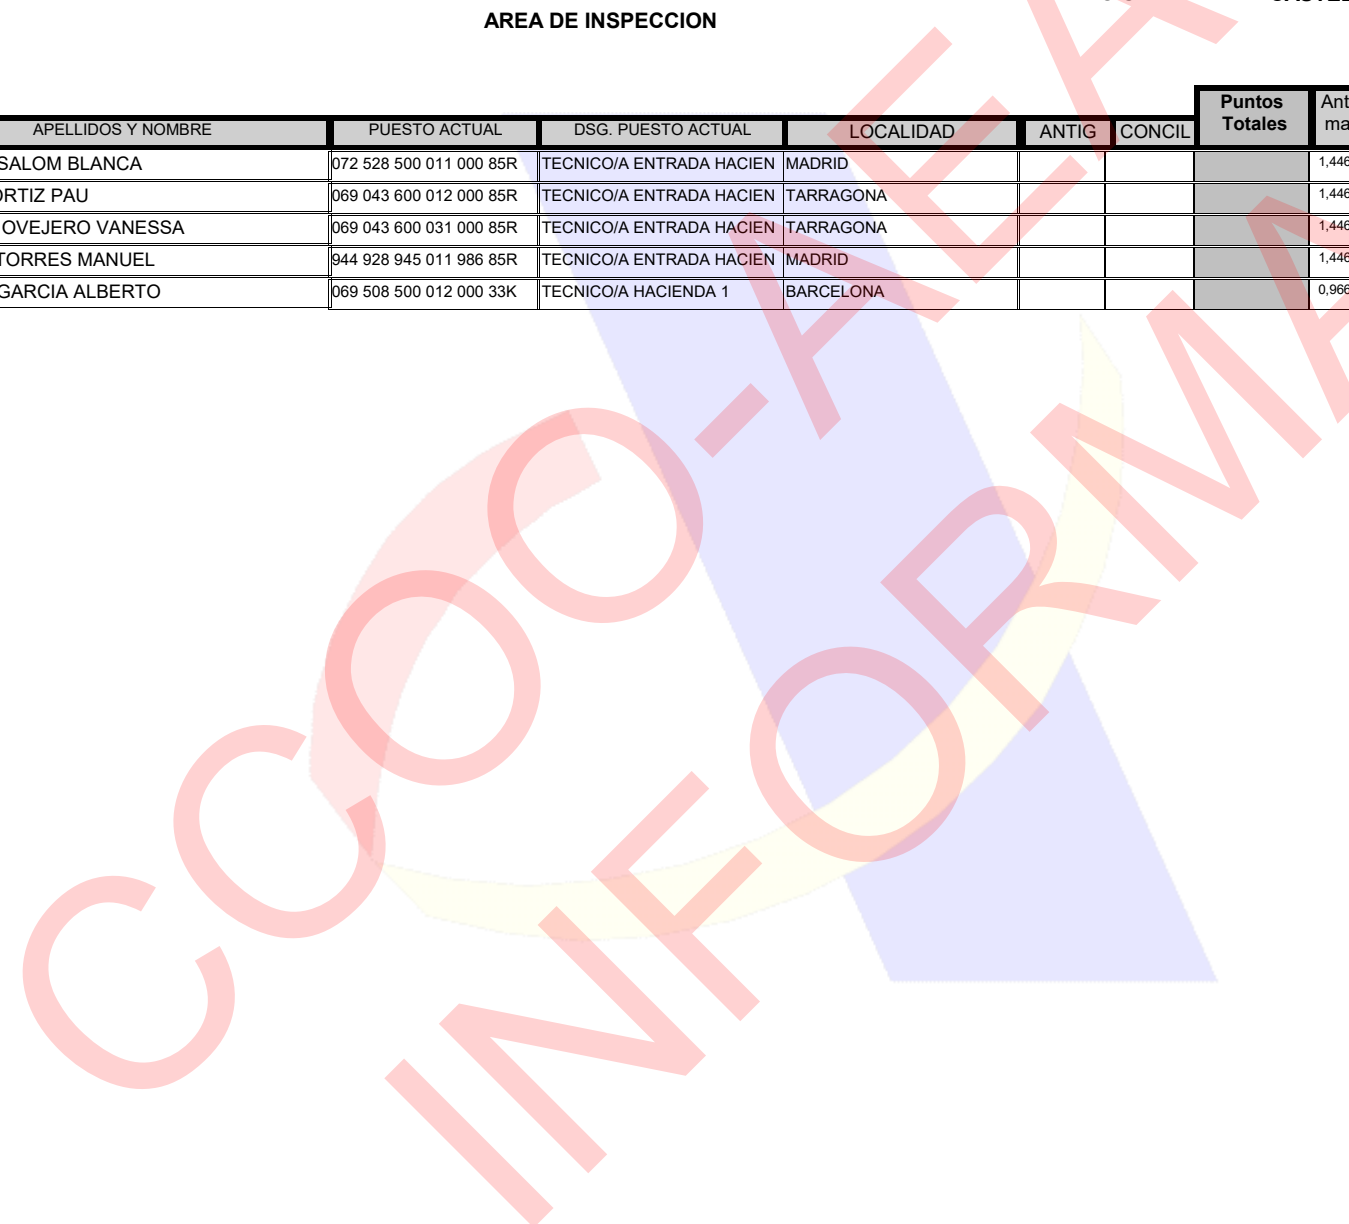 AREA DE INSPECCION
Puntos Totales
APELLIDOS Y NOMBRE PUESTO ACTUAL DSG. PUESTO ACTUAL LOCALIDAD ANTIG CONCIL
SALOM BLANCA 072 528 500 011 000 85R TECNICO/A ENTRADA HACIEN MADRID 1,446
ORTIZ PAU 069 043 600 012 000 85R TECNICO/A ENTRADA HACIEN TARRAGONA 1,446
OVEJERO VANESSA 069 043 600 031 000 85R TECNICO/A ENTRADA HACIEN TARRAGONA 1,446
TORRES MANUEL 944 928 945 011 986 85R TECNICO/A ENTRADA HACIEN MADRID 1,446
GARCIA ALBERTO 069 508 500 012 000 33K TECNICO/A HACIENDA 1 BARCELONA 0,966
CCOO-AEA
INFORMA